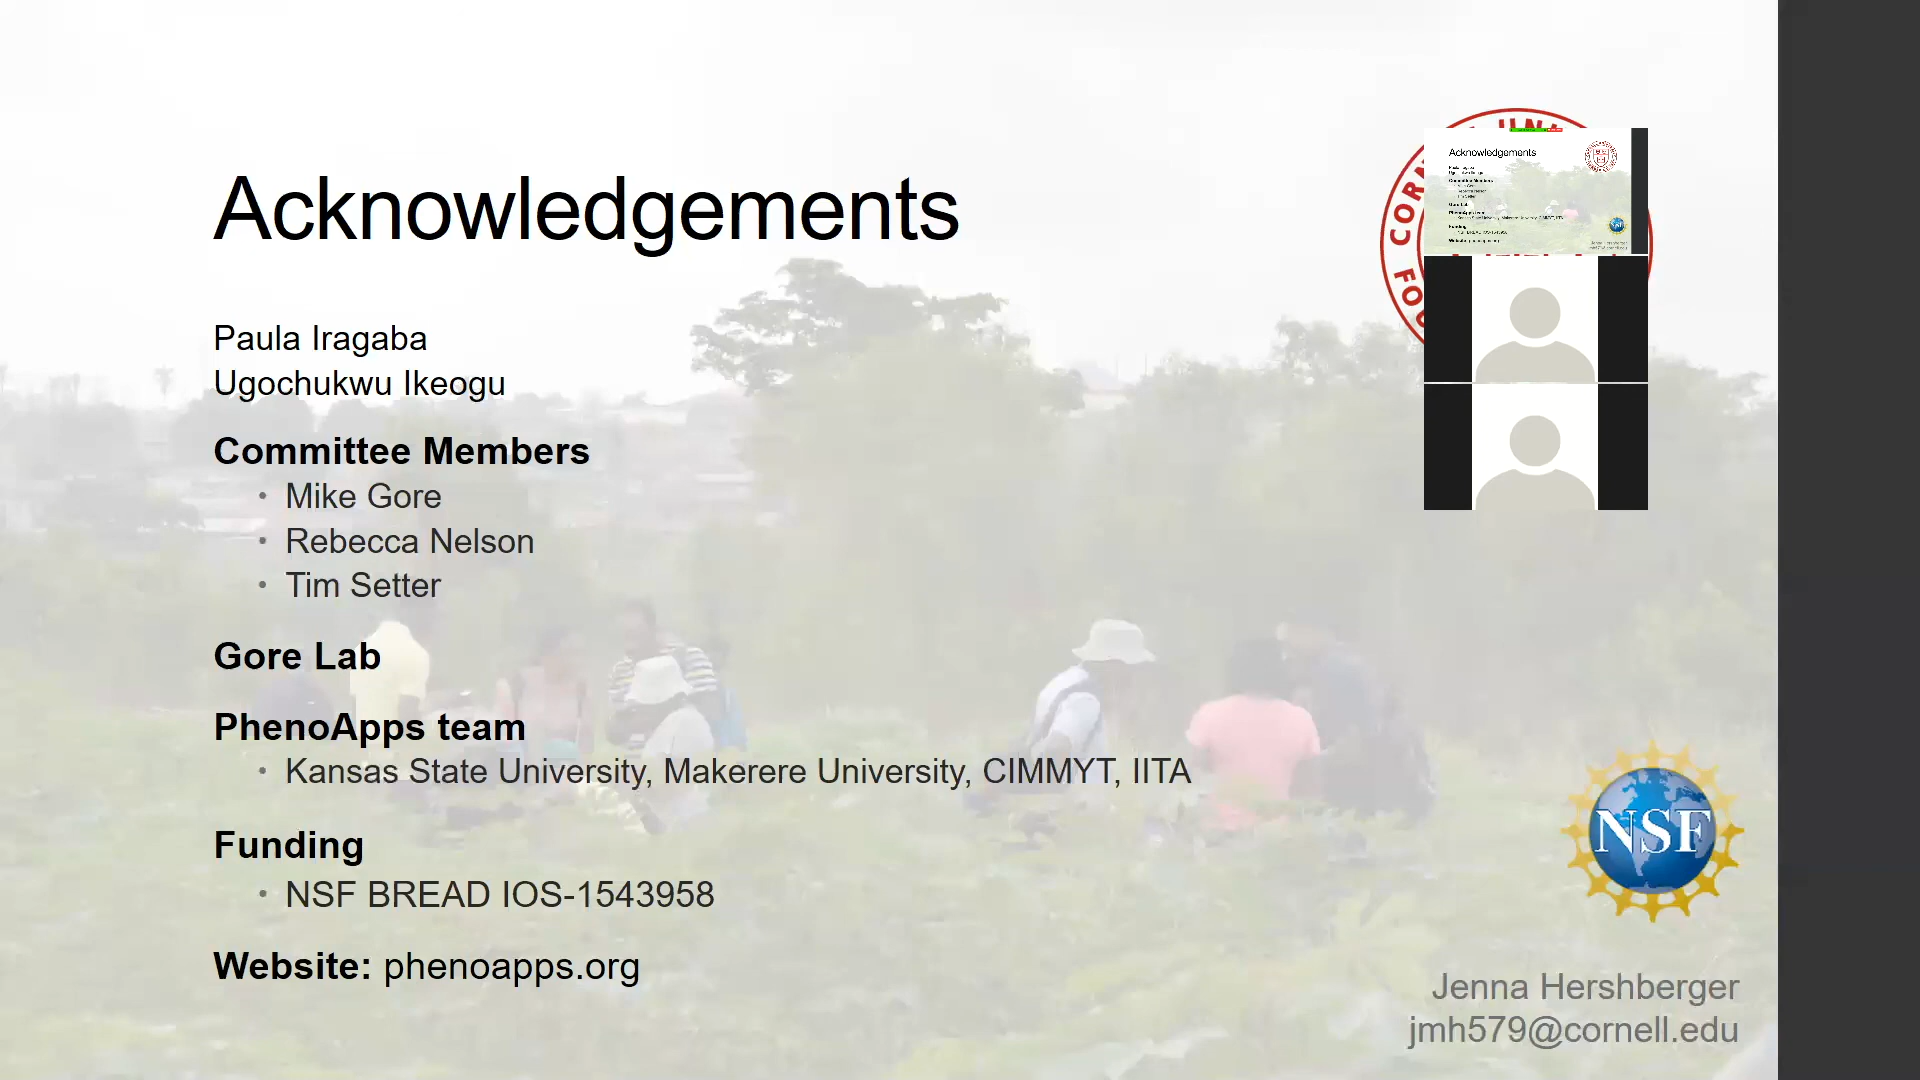 Acknowledgements
Paula Iragaba
Ugochukwu Ikeogu
Committee Members
• Mike Gore
• Rebecca Nelson
• Tim Setter
Gore Lab
PhenoApps team
• Kansas State University, Makerere University, CIMMYT, IITA
Funding
• NSF BREAD IOS-1543958
Website: phenoapps.org
Acknowledgements
NSF
Jenna Hershberger
jmh579@cornell.edu